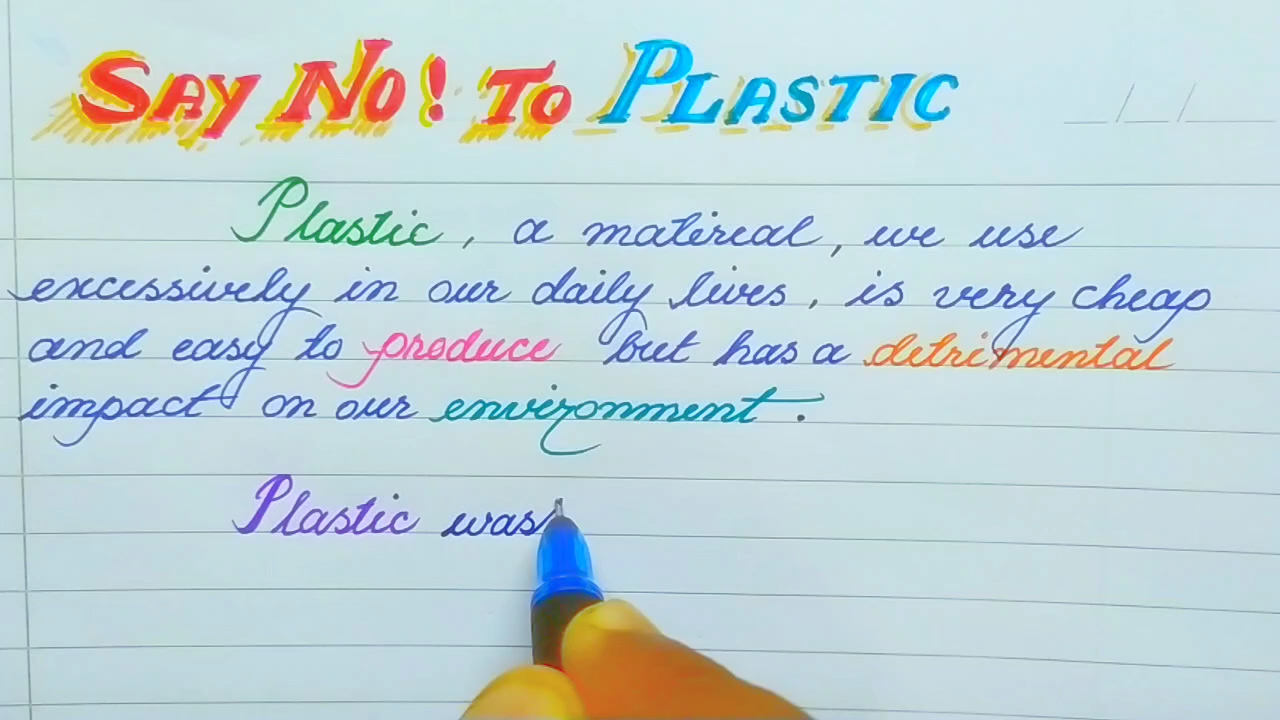 SAY NO! TO PLASTIC
Plastic, a material, we use
excessively in our daily lives, is very cheap
and easy to produce but has a detrimental
impact on our environment.
Plastic was